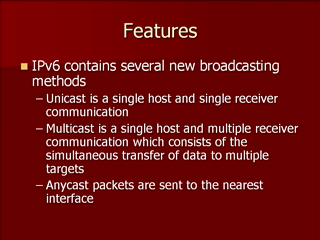 Features
IPv6 contains several new broadcasting
methods
– Unicast is a single host and single receiver
communication
– Multicast is a single host and multiple receiver
communication which consists of the
simultaneous transfer of data to multiple
targets
– Anycast packets are sent to the nearest
interface